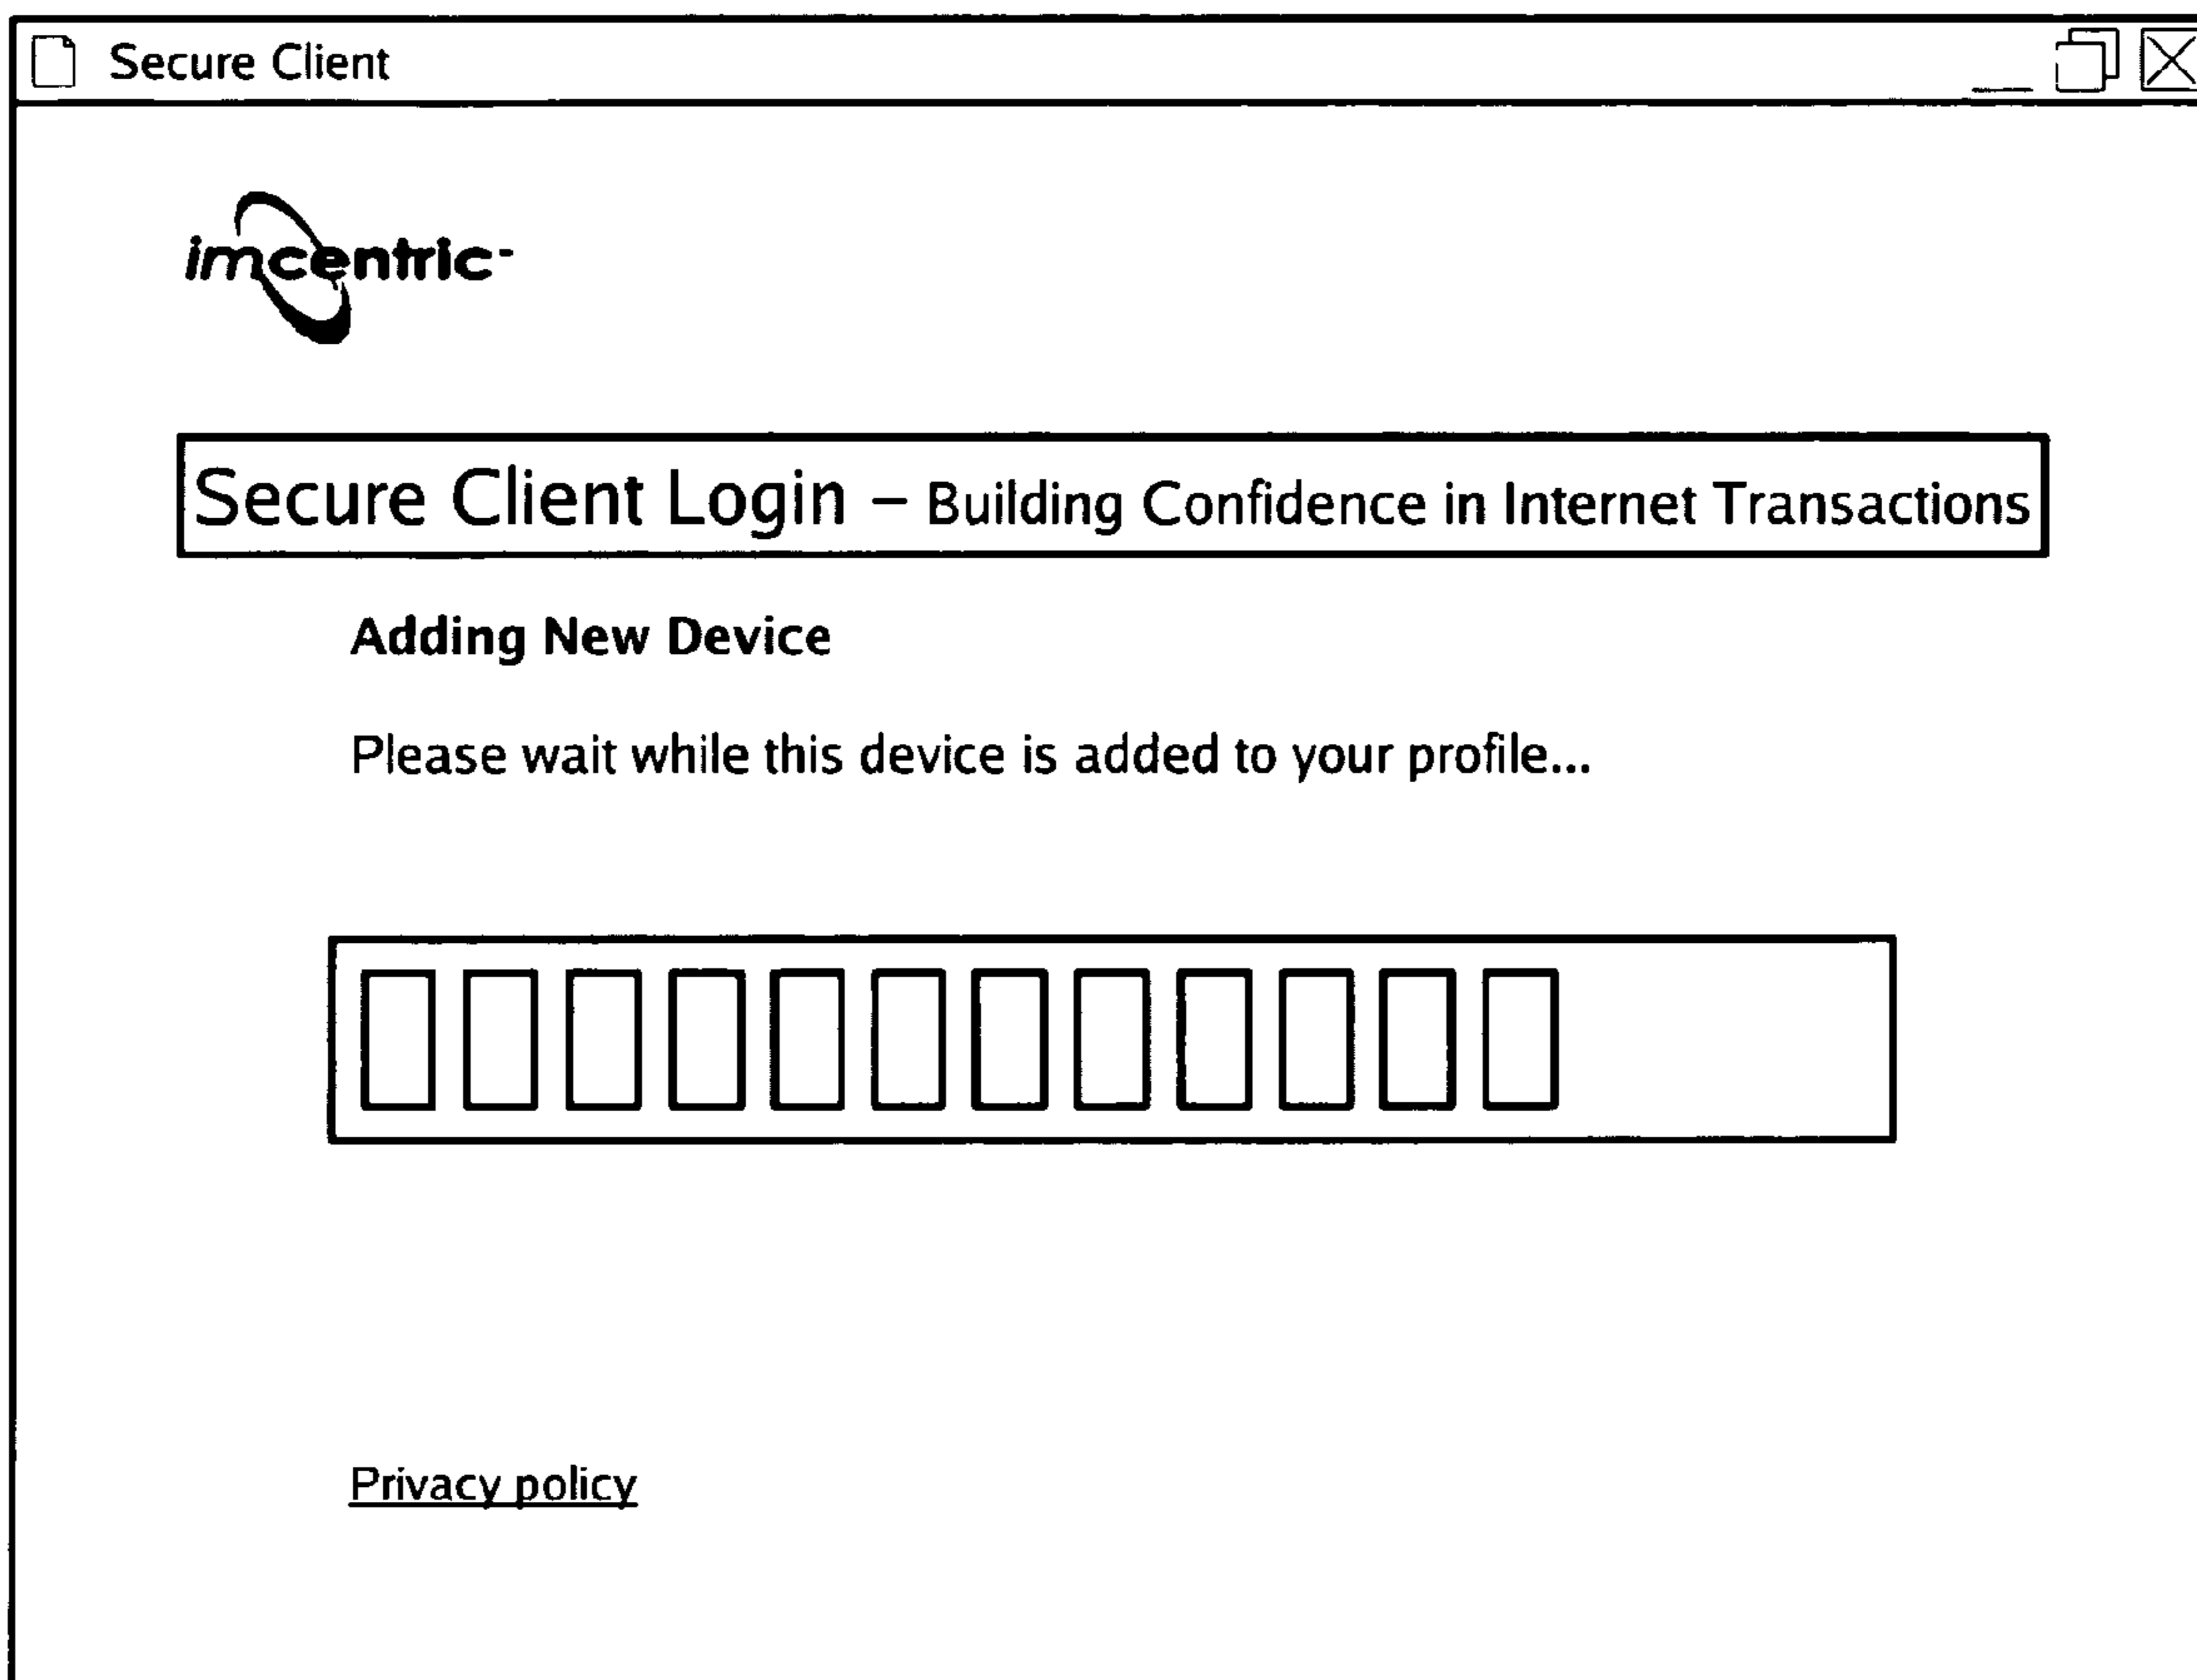 Secure Client
imcentric
Secure Client Login – Building Confidence in Internet Transactions
Adding New Device
Please wait while this device is added to your profile...
Privacy policy